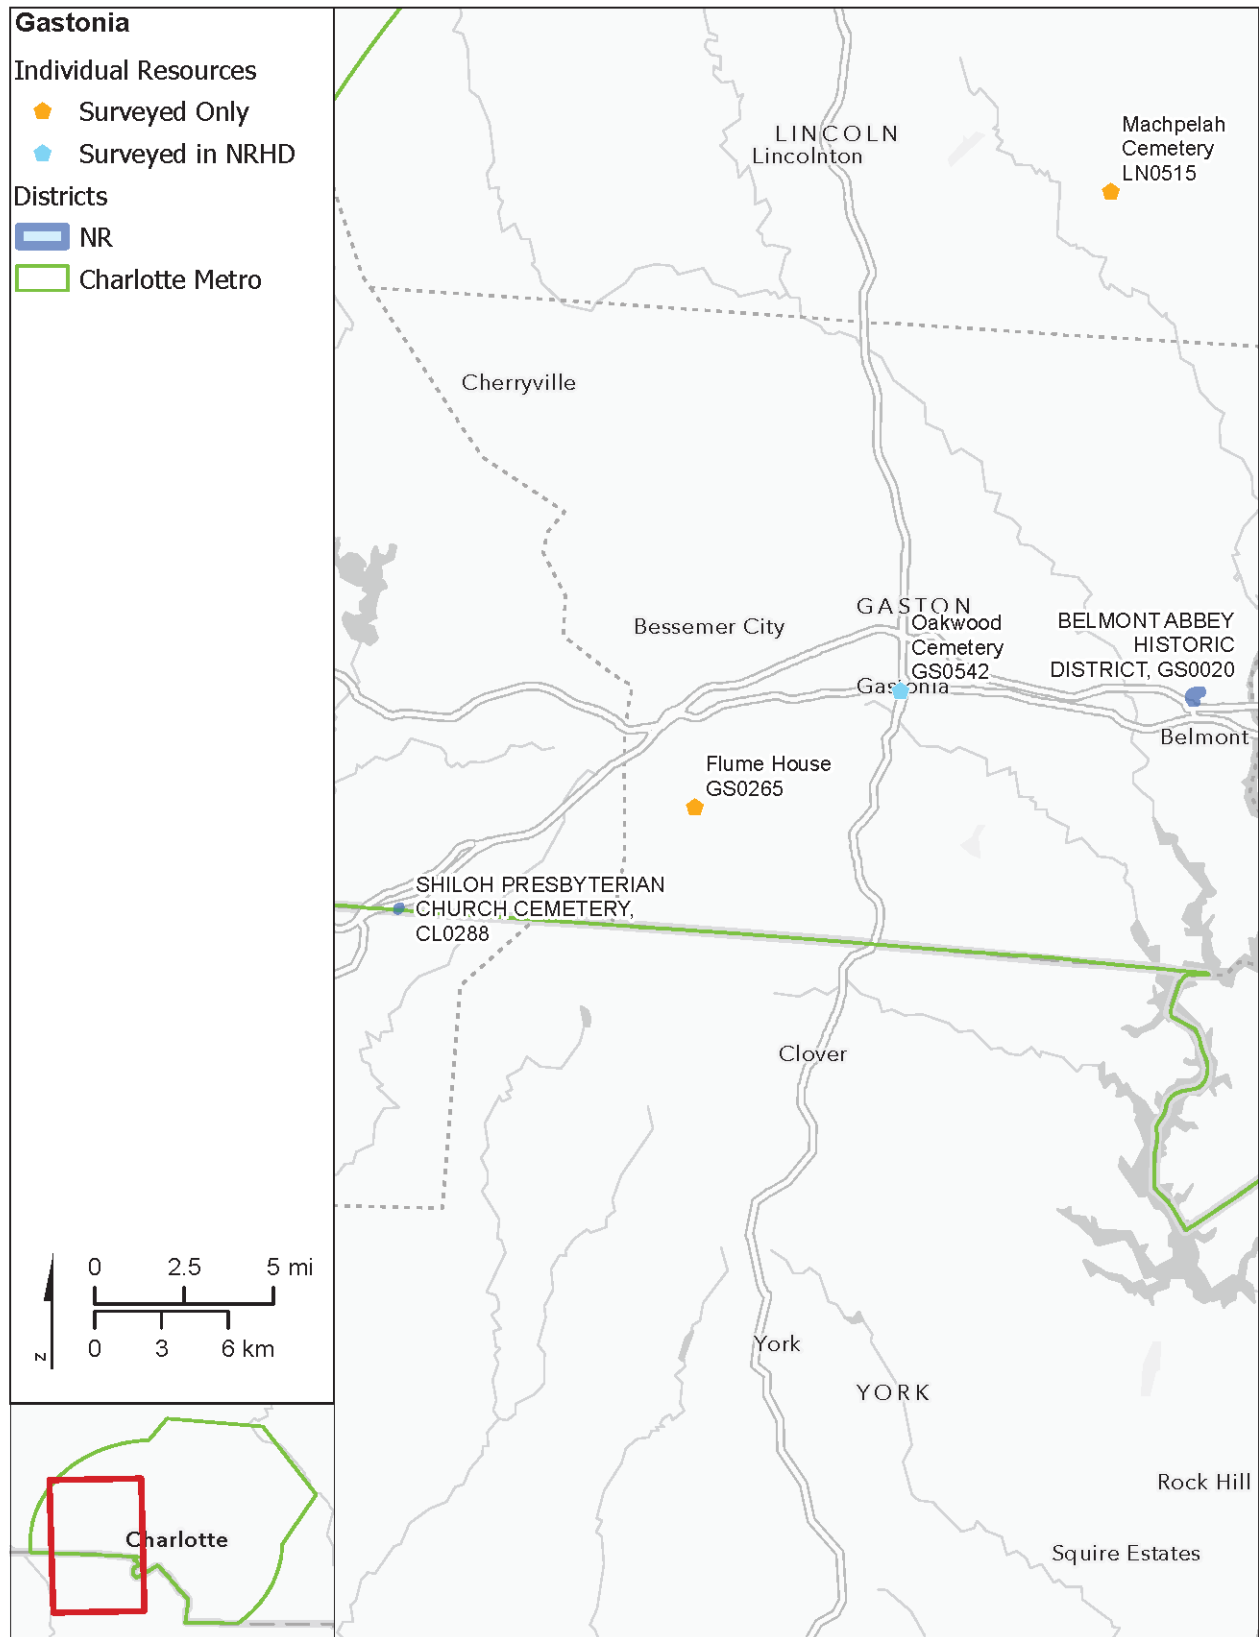 Gastonia
Individual Resources
Surveyed Only
Surveyed in NRHD
Districts
NR
Charlotte Metro
0 2.5 5 mi
0 3 6 km
N
Charlotte
LINCOLN
Lincolnton
Machpelah
Cemetery
LN0515
Cherryville
GASTON
Bessemer City
Oakwood
Cemetery
GS0542
BELMONT ABBEY
HISTORIC
DISTRICT, GS0020
Gastonia
Belmont
Flume House
GS0265
SHILOH PRESBYTERIAN
CHURCH CEMETERY,
CL0288
Clover
York
YORK
Rock Hill
Squire Estates